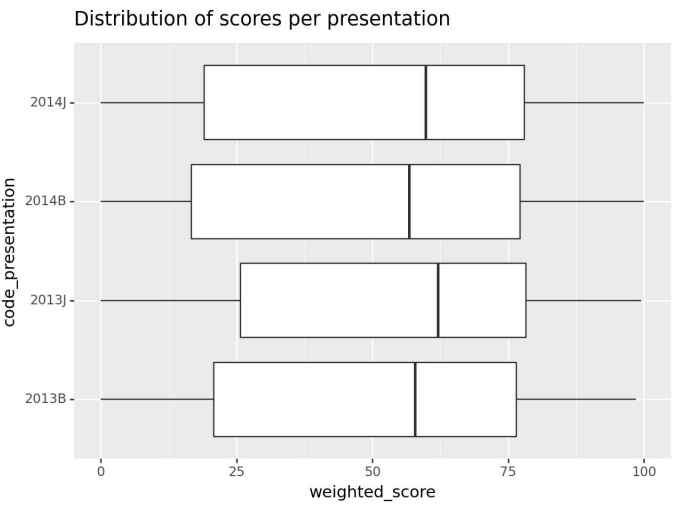 Distribution of scores per presentation
code_presentation
2014J
2014B
2013J
2013B
0 25 50 75 100
weighted_score